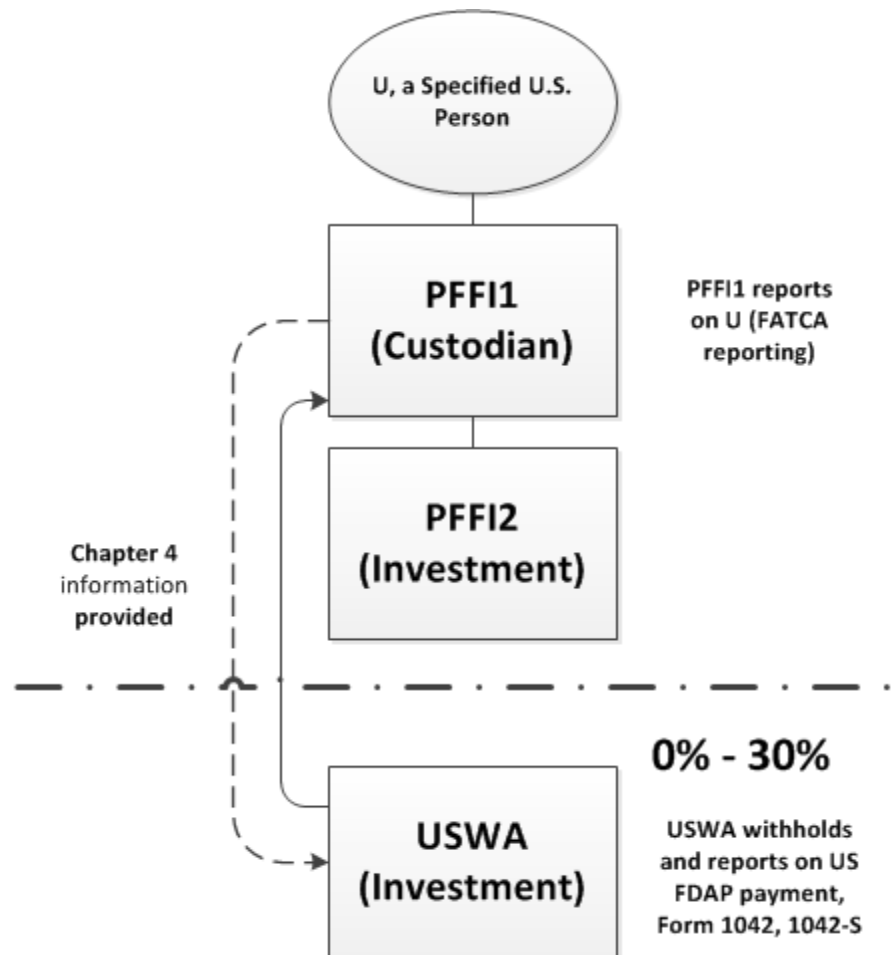 U, a Specified U.S.
Person
PFFI1
(Custodian)
PFFI1 reports
on U (FATCA
reporting)
PFFI2
(Investment)
Chapter 4
information
provided
0% - 30%
USWA
(Investment)
USWA withholds
and reports on US
FDAP payment,
Form 1042, 1042-S